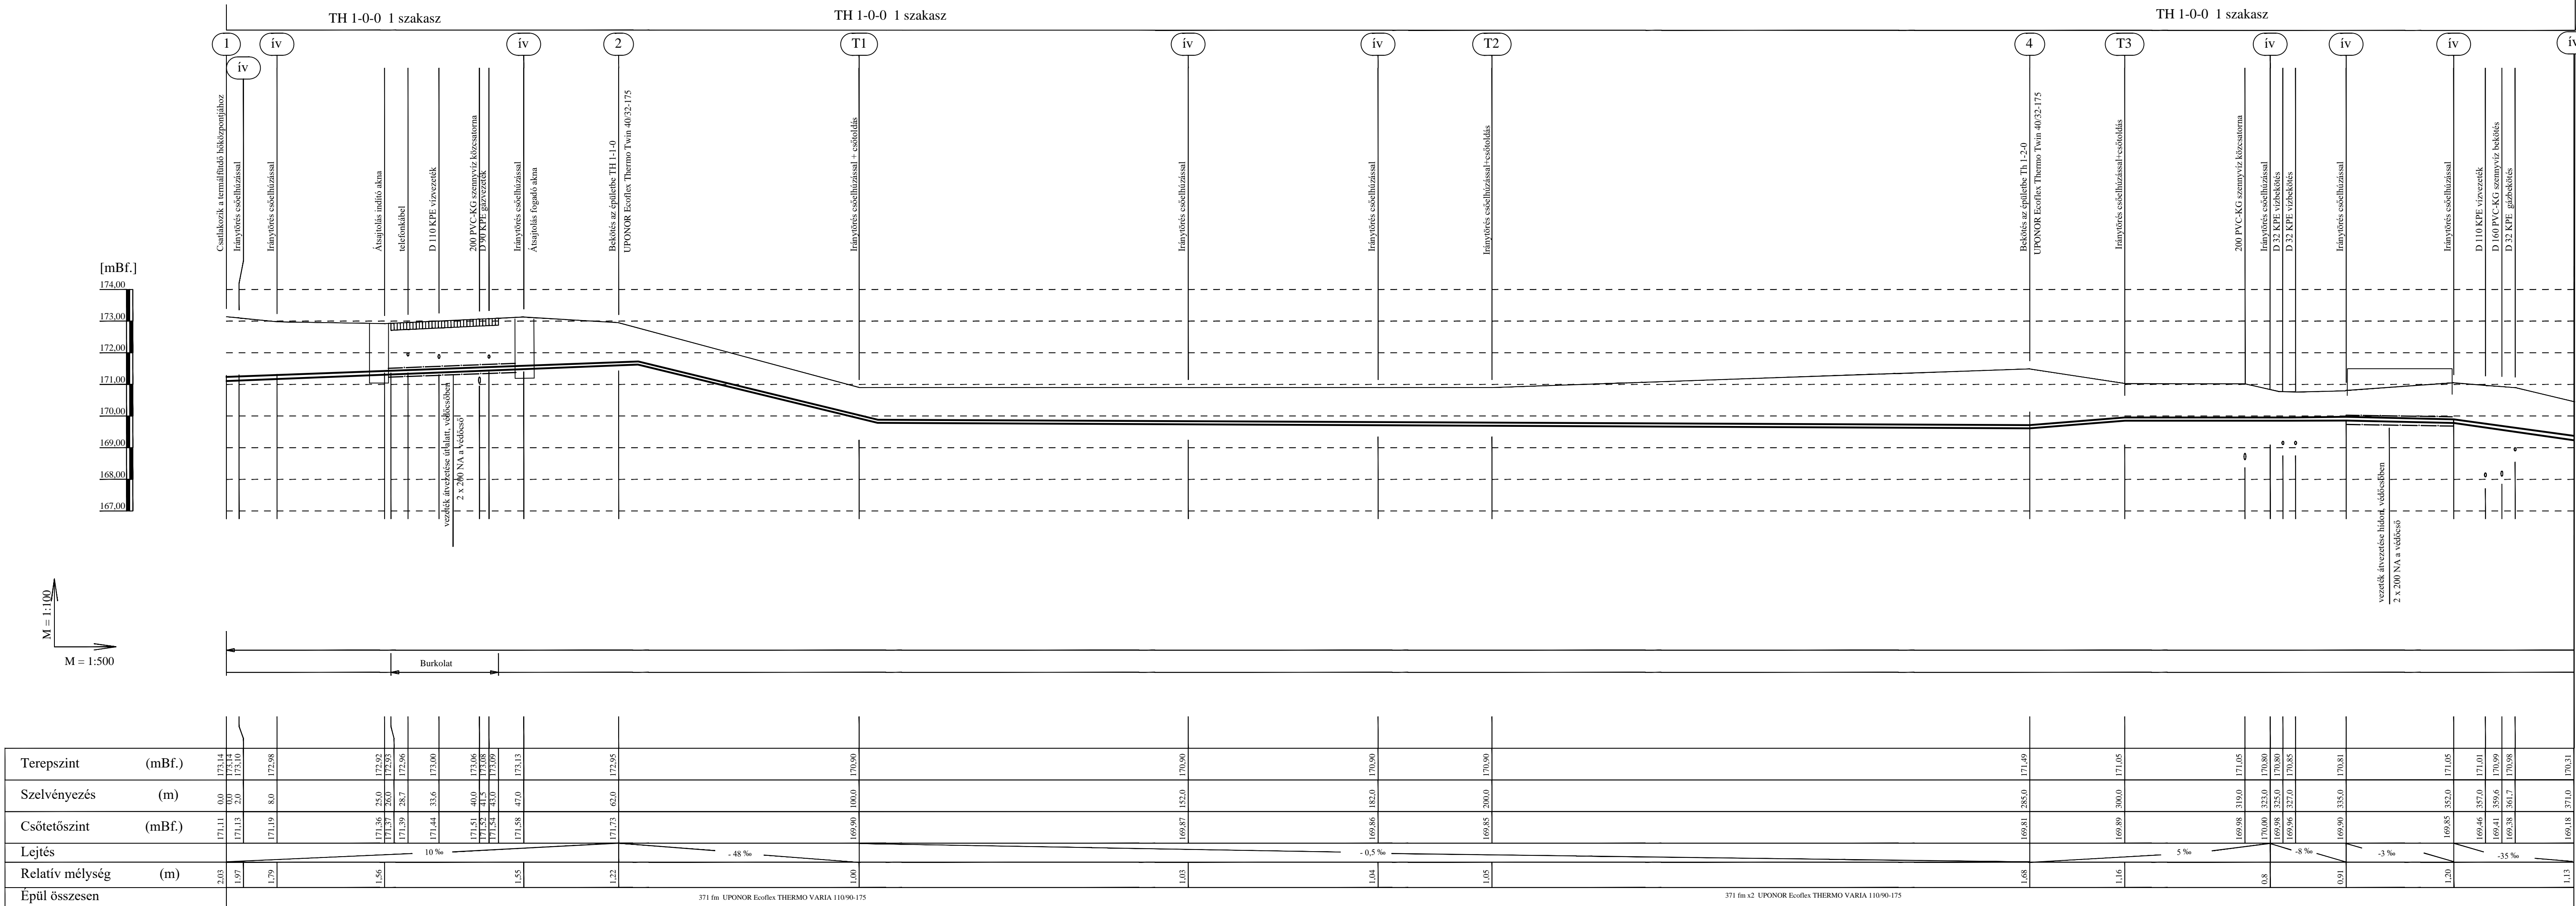 TH 1-0-0 1 szakasz
TH 1-0-0 1 szakasz
TH 1-0-0 1 szakasz
1
ív
ív
ív
2
T1
ív
ív
T2
4
T3
ív
ív
ív
ív
Csatlakozik a termálfűtdő hőközpontjához
Iránytörés csőelhúzással
Iránytörés csőelhúzással
Átsajtolás indító akna
telefonkábel
D 110 KPE vízvezeték
200 PVC-KG szennyvíz közcsatorna
D 90 KPE gázvezeték
Iránytörés csőelhúzással
Átsajtolás fogadó akna
Bekötés az épületbe TH 1-1-0
UPONOR Ecoflex Thermo Twin 40/32-175
Iránytörés csőelhúzással + csőtoldás
Iránytörés csőelhúzással
Iránytörés csőelhúzással
Iránytörés csőelhúzással+csőtoldás
Bekötés az épületbe Th 1-2-0
UPONOR Ecoflex Thermo Twin 40/32-175
Iránytörés csőelhúzással+csőtoldás
200 PVC-KG szennyvíz közcsatorna
Iránytörés csőelhúzással
D 32 KPE vízbekötés
D 32 KPE vízbekötés
Iránytörés csőelhúzással
Iránytörés csőelhúzással
D 110 KPE vízvezeték
D 160 PVC-KG szennyvíz bekötés
D 32 KPE gázbekötés
[mBf.]
174,00
173,00
172,00
171,00
170,00
169,00
168,00
167,00
vezeték átvezetése út alatt, védőcsőben
2 x 200 NA a védőcső
vezeték átvezetése hídon, védőcsőben
2 x 200 NA a védőcső
M = 1:100
M = 1:500
Burkolat
Terepszint (mBf.) 173,14 173,14 173,10 172,98 172,92 172,93 172,96 173,00 173,06 173,08 173,09 173,13 172,95 170,90 170,90 170,90 170,90 171,49 171,05 171,05 170,80 170,80 170,85 170,81 171,05 171,01 170,99 170,98 170,31
Szelvényezés (m) 0,0 0,0 2,0 8,0 25,0 26,0 28,7 33,6 40,0 41,5 43,0 47,0 62,0 100,0 152,0 182,0 200,0 285,0 300,0 319,0 323,0 325,0 327,0 335,0 352,0 357,0 359,6 361,7 371,0
Csőtetőszint (mBf.) 171,11 171,13 171,19 171,36 171,37 171,39 171,44 171,51 171,52 171,54 171,58 171,73 169,90 169,87 169,86 169,85 169,81 169,89 169,98 170,00 169,98 169,96 169,90 169,85 169,46 169,41 169,38 169,18
Lejtés 10 ‰ - 48 ‰ - 0,5 ‰ 5 ‰ -8 ‰ -3 ‰ -35 ‰
Relatív mélység (m) 2,03 1,97 1,79 1,56 1,55 1,22 1,00 1,03 1,04 1,05 1,68 1,16 0,8 0,91 1,20 1,13
Épül összesen 371 fm UPONOR Ecoflex THERMO VARIA 110/90-175 371 fm x2 UPONOR Ecoflex THERMO VARIA 110/90-175